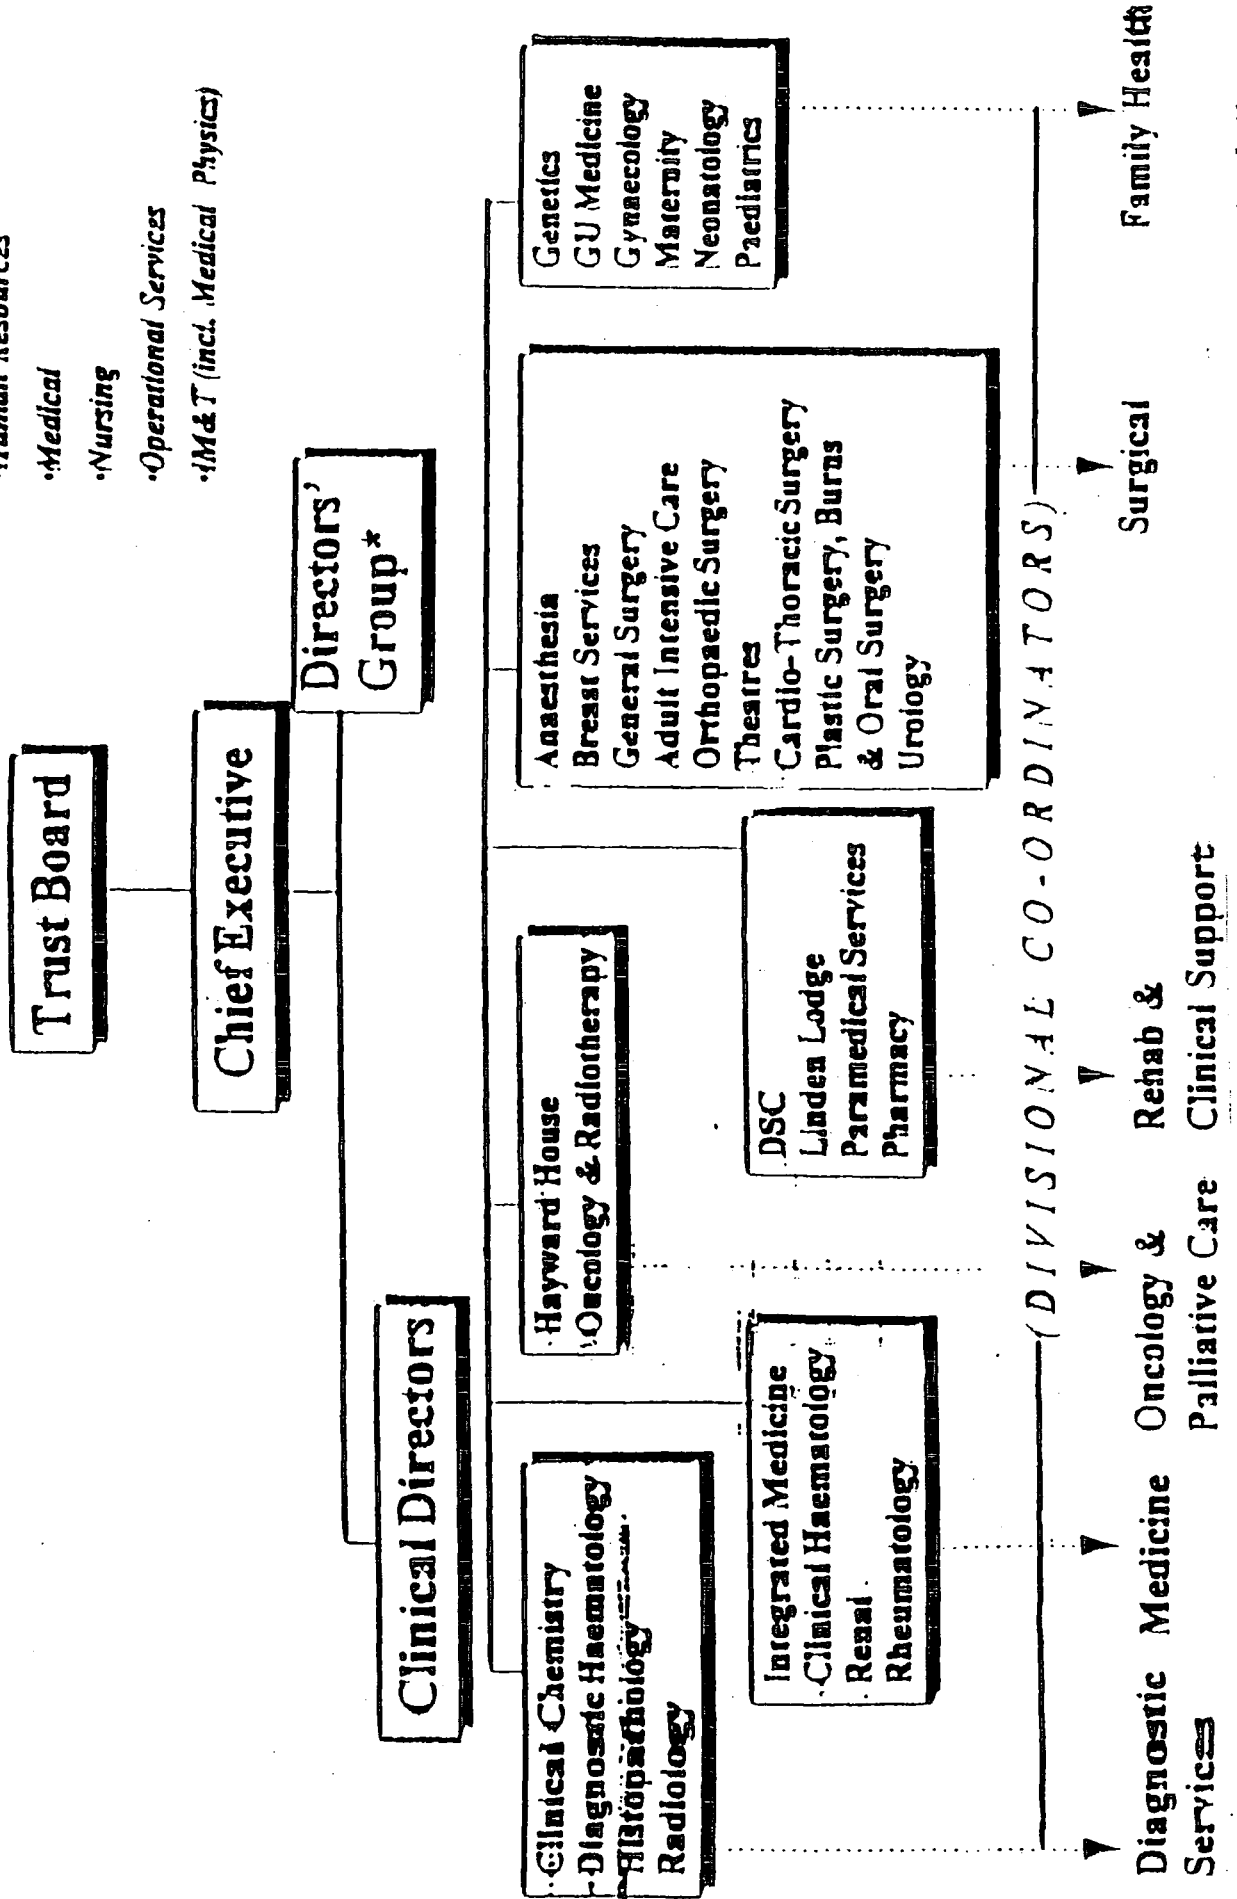 Trust Board
Chief Executive
Directors'
Group*
•Human Resources
•Medical
•Nursing
•Operational Services
•IM&T (incl. Medical Physics)
Clinical Directors
Clinical Chemistry
Diagnostic Haematology
Histopathology
Radiology
Hayward House
Oncology & Radiotherapy
Anaesthesia
Breast Services
General Surgery
Adult Intensive Care
Orthopaedic Surgery
Theatres
Cardio-Thoracic Surgery
Plastic Surgery, Burns
& Oral Surgery
Urology
Genetics
GU Medicine
Gynaecology
Maternity
Neonatology
Paediatrics
Integrated Medicine
Clinical Haematology
Renal
Rheumatology
DSC
Linden Lodge
Paramedical Services
Pharmacy
(DIVISIONAL CO-ORDINATORS)
Diagnostic
Services
Medicine
Oncology &
Palliative Care
Rehab &
Clinical Support
Surgical
Family Health